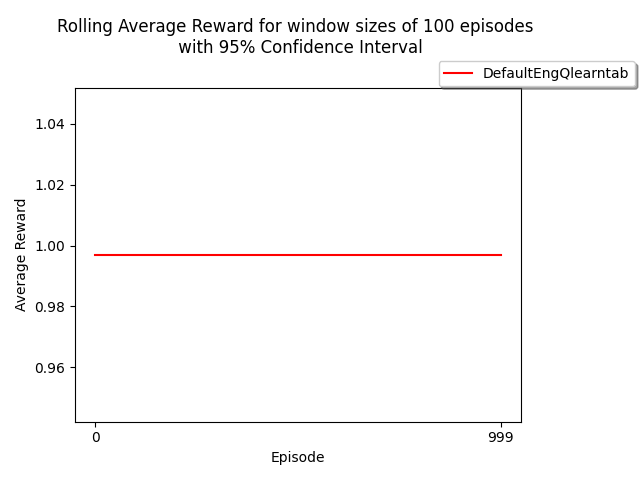 Rolling Average Reward for window sizes of 100 episodes
with 95% Confidence Interval
DefaultEngQlearntab
1.04
1.02
1.00
0.98
0.96
Average Reward
0
999
Episode